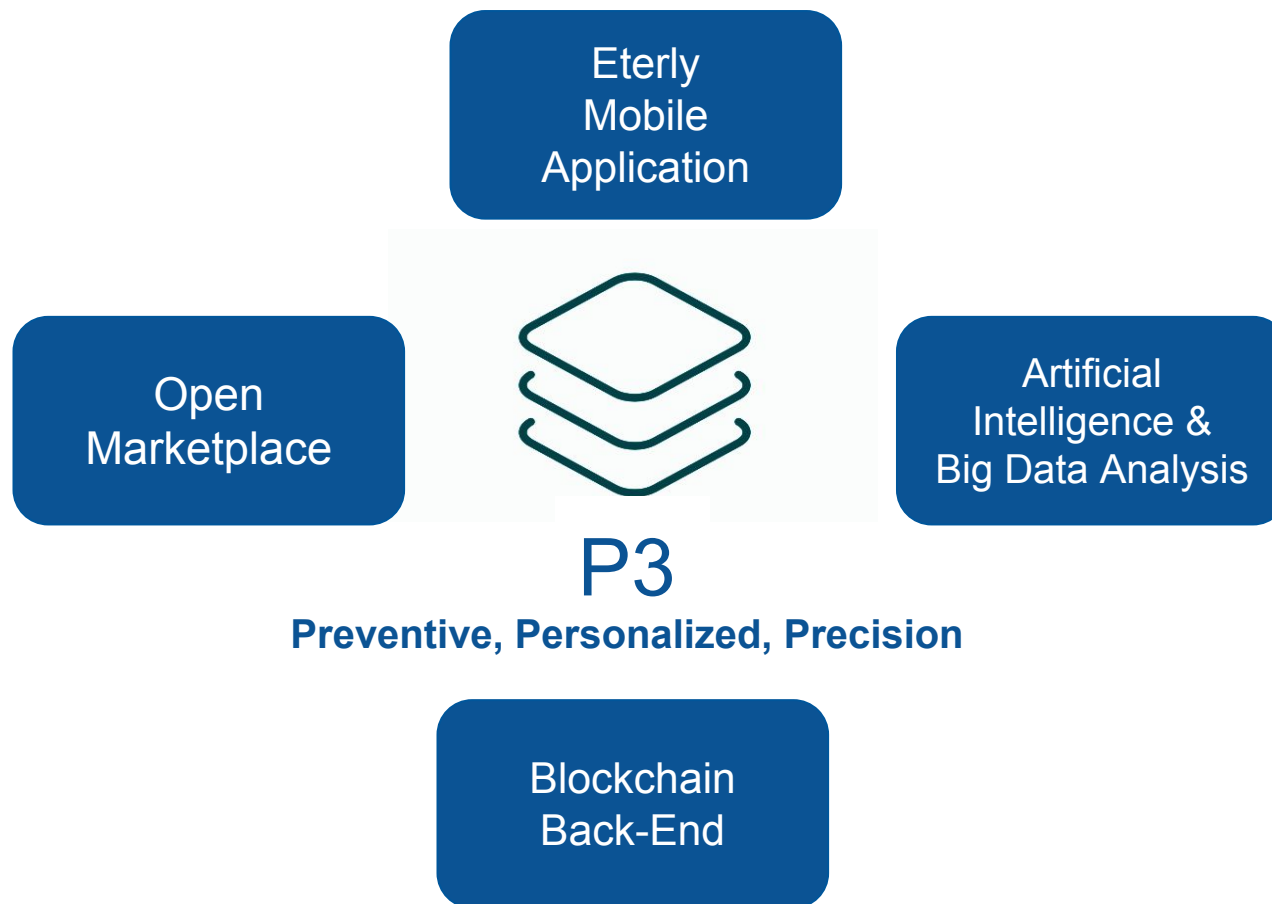 Eterly
Mobile
Application
Open
Marketplace
Artificial
Intelligence &
Big Data Analysis
P3
Preventive, Personalized, Precision
Blockchain
Back-End